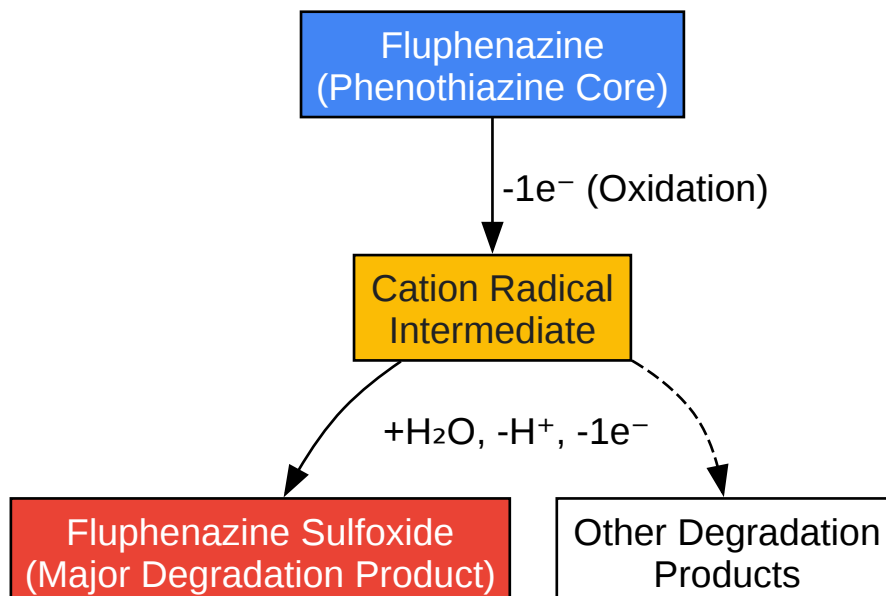 Fluphenazine
(Phenothiazine Core)
-1e⁻ (Oxidation)
Cation Radical
Intermediate
+H₂O, -H⁺, -1e⁻
Fluphenazine Sulfoxide
(Major Degradation Product)
Other Degradation
Products